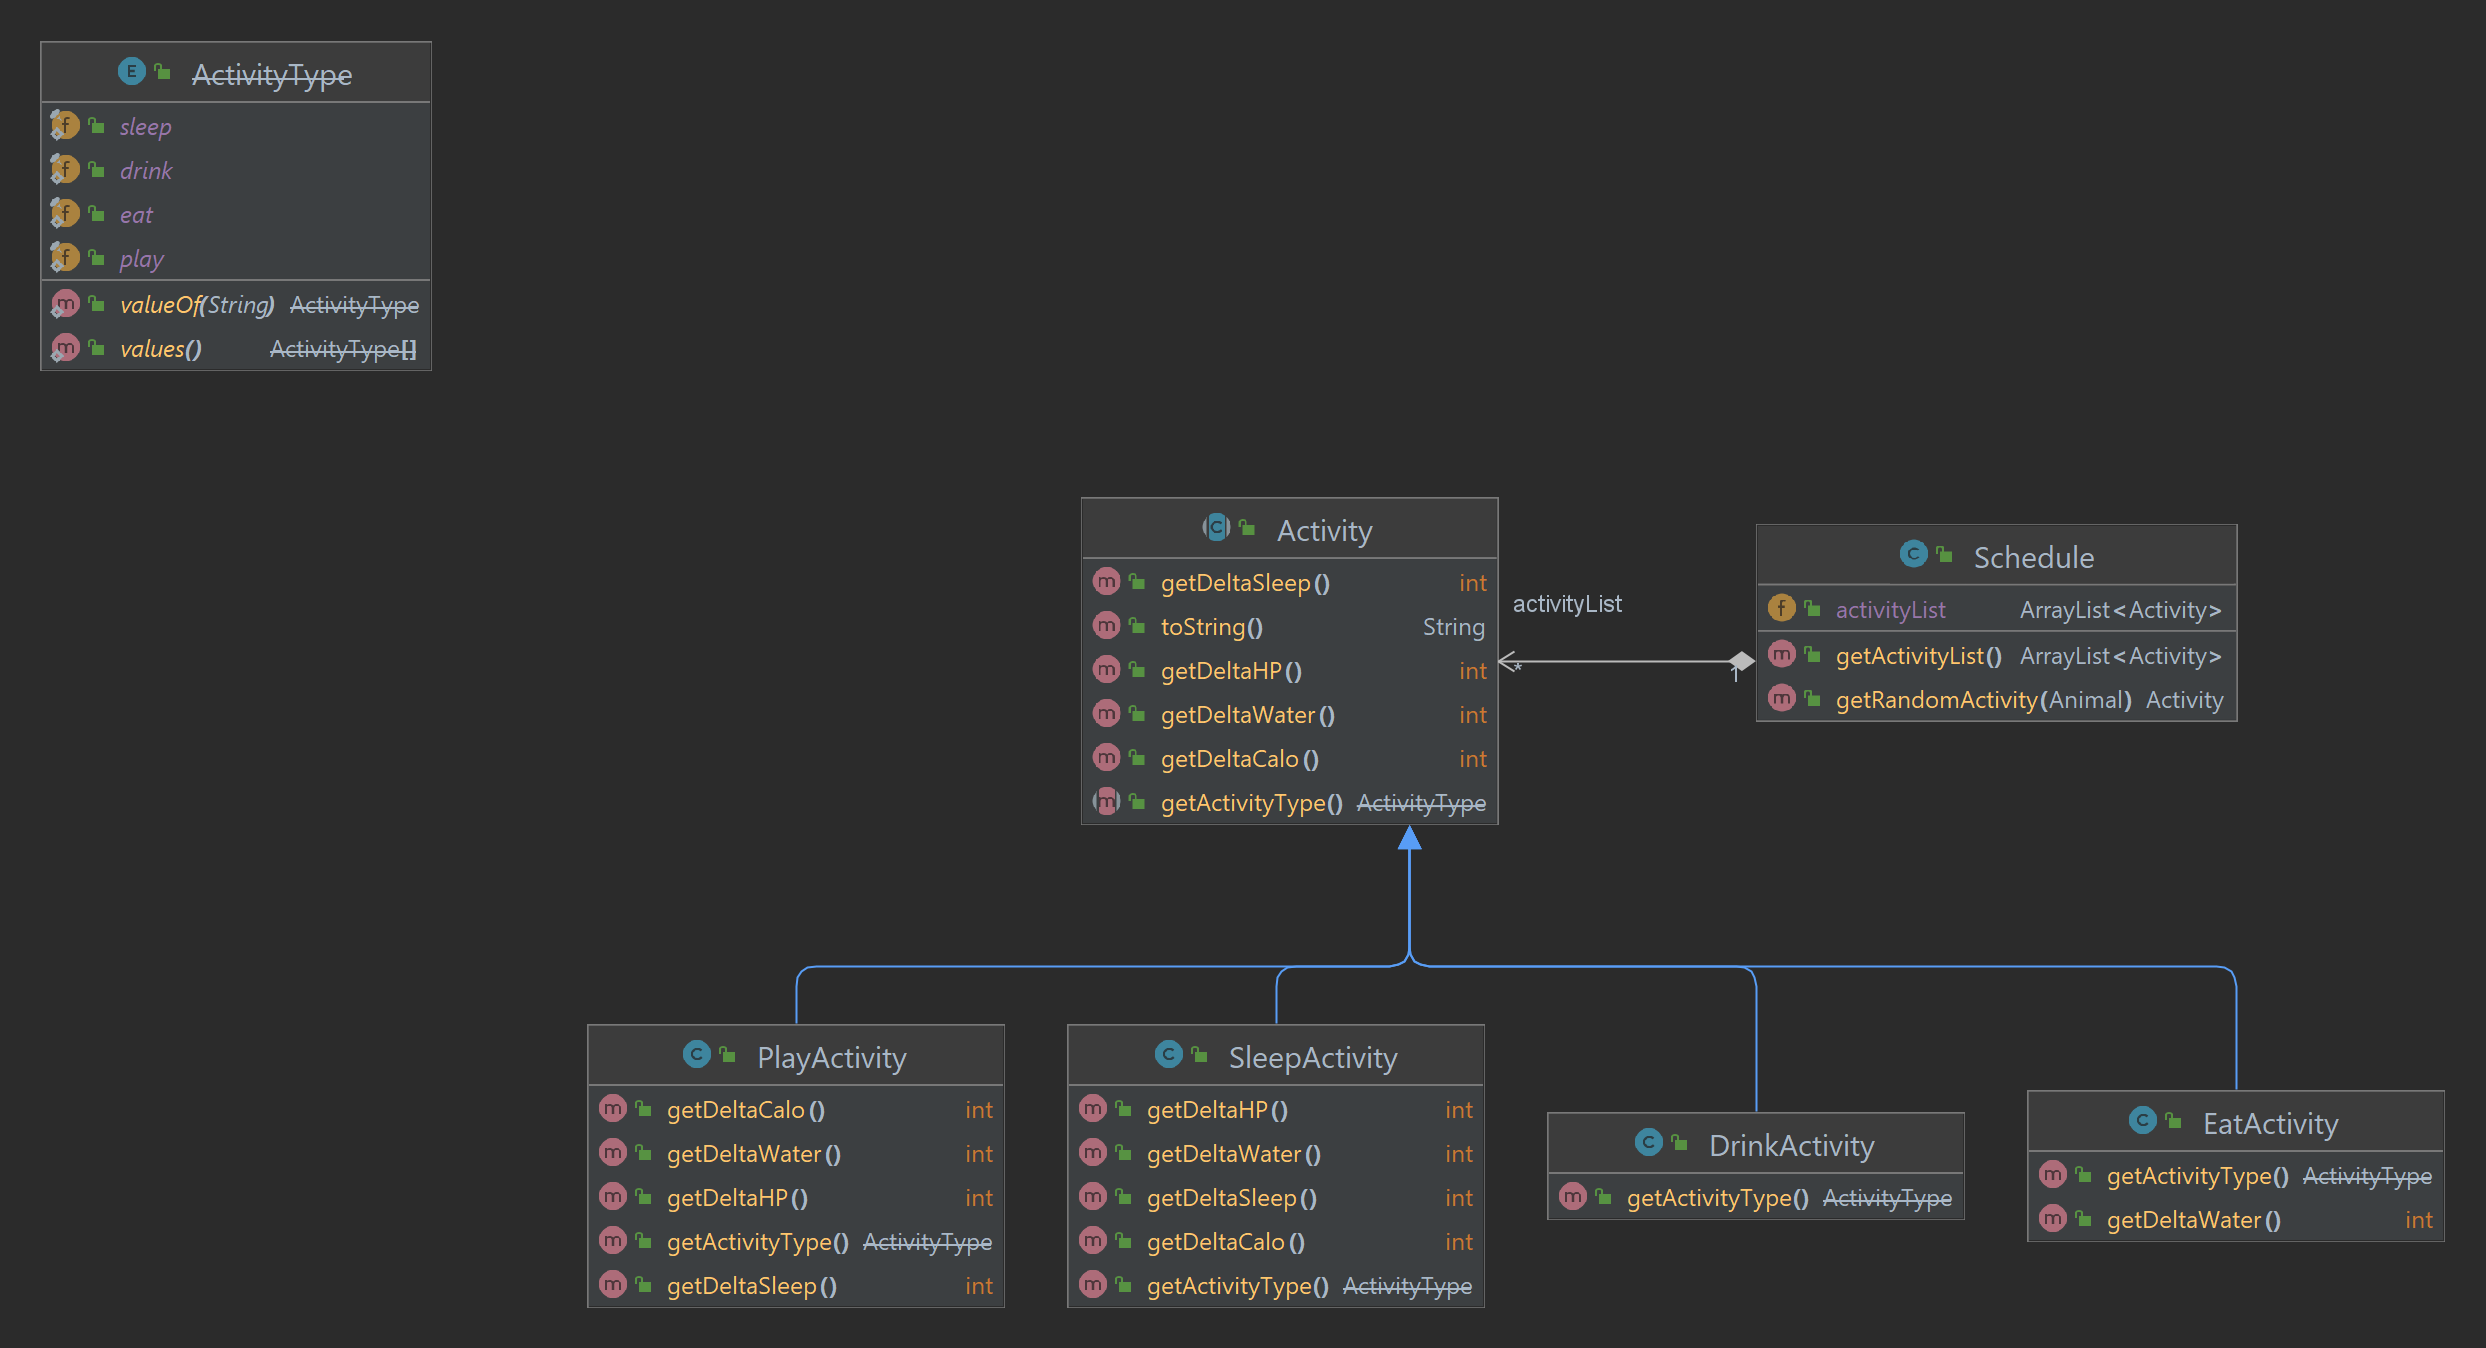 ActivityType
sleep
drink
eat
play
valueOf(String) ActivityType
values() ActivityType[]
Activity
getDeltaSleep() int
toString() String
getDeltaHP() int
getDeltaWater() int
getDeltaCalo() int
getActivityType() ActivityType
activityList
*
1
Schedule
activityList ArrayList<Activity>
getActivityList() ArrayList<Activity>
getRandomActivity(Animal) Activity
PlayActivity
getDeltaCalo() int
getDeltaWater() int
getDeltaHP() int
getActivityType() ActivityType
getDeltaSleep() int
SleepActivity
getDeltaHP() int
getDeltaWater() int
getDeltaSleep() int
getDeltaCalo() int
getActivityType() ActivityType
DrinkActivity
getActivityType() ActivityType
EatActivity
getActivityType() ActivityType
getDeltaWater() int